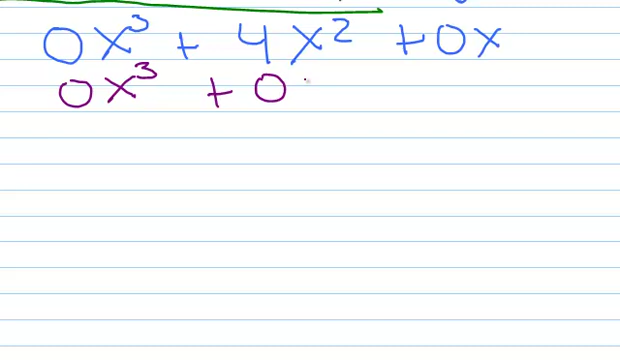 0x³ + 4x² + 0x
0x³ + 0